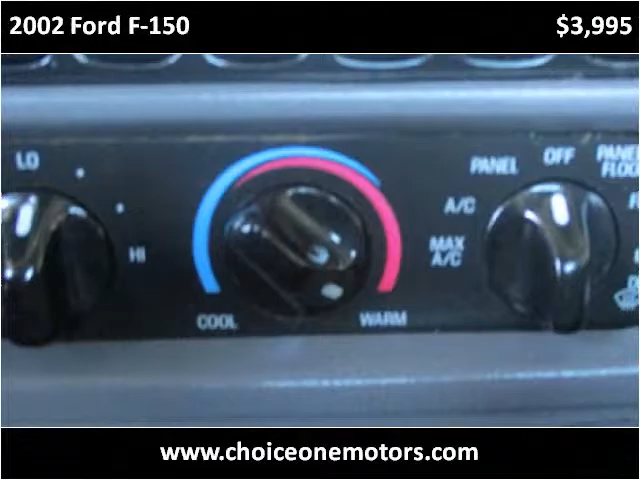 2002 Ford F-150 $3,995
LO
HI
COOL WARM
MAX A/C
A/C
PANEL
OFF
www.choiceonemotors.com